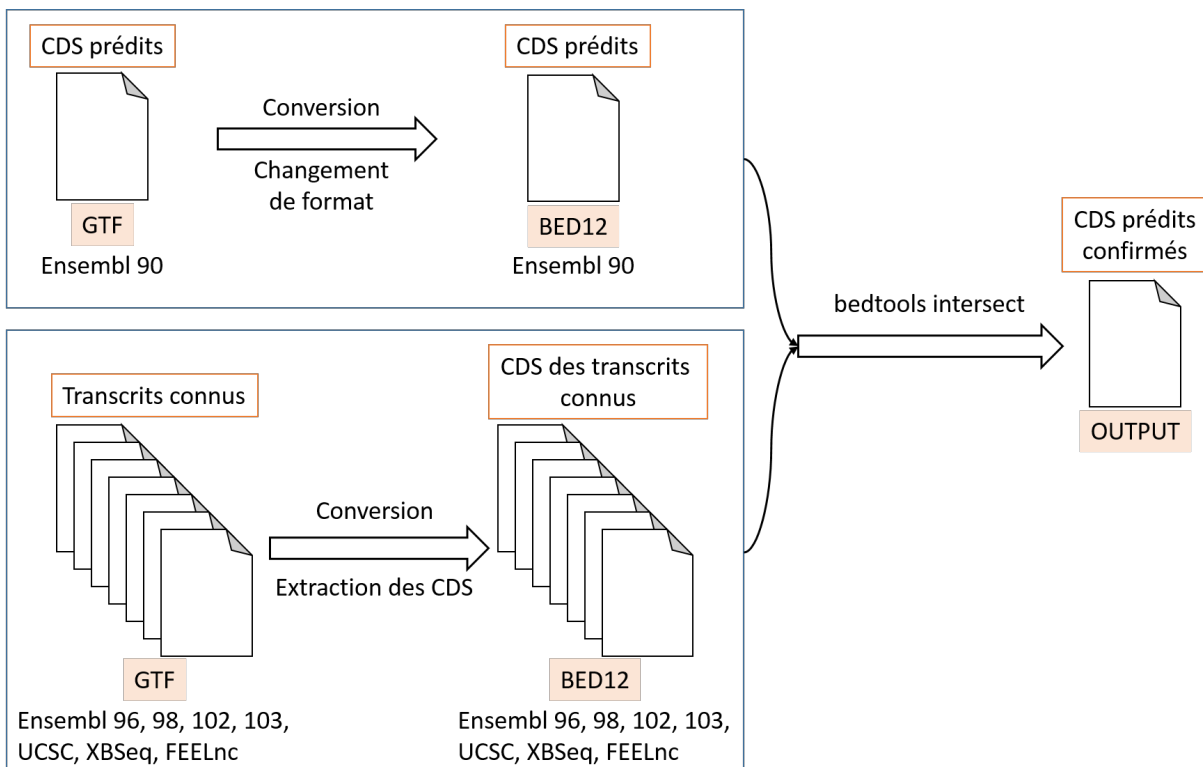 CDS prédits
Conversion
Changement
de format
GTF
Ensembl 90
CDS prédits
BED12
Ensembl 90
Transcrits connus
Conversion
Extraction des CDS
GTF
Ensembl 96, 98, 102, 103,
UCSC, XBSeq, FEELnc
CDS des transcrits
connus
BED12
Ensembl 96, 98, 102, 103,
UCSC, XBSeq, FEELnc
bedtools intersect
CDS prédits
confirmés
OUTPUT